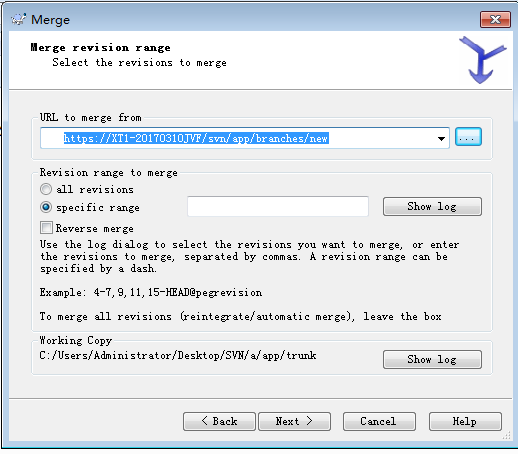 Merge
Merge revision range
Select the revisions to merge
URL to merge from
https://XT1-20170310JVF/svn/app/branches/new
...
Revision range to merge
all revisions
specific range
Show log
Reverse merge
Use the log dialog to select the revisions you want to merge, or enter
the revisions to merge, separated by commas. A revision range can be
specified by a dash.
Example: 4-7,9,11,15-HEAD@pegrevision
To merge all revisions (reintegrate/automatic merge), leave the box
Working Copy
C:/Users/Administrator/Desktop/SVN/a/app/trunk
Show log
< Back
Next >
Cancel
Help